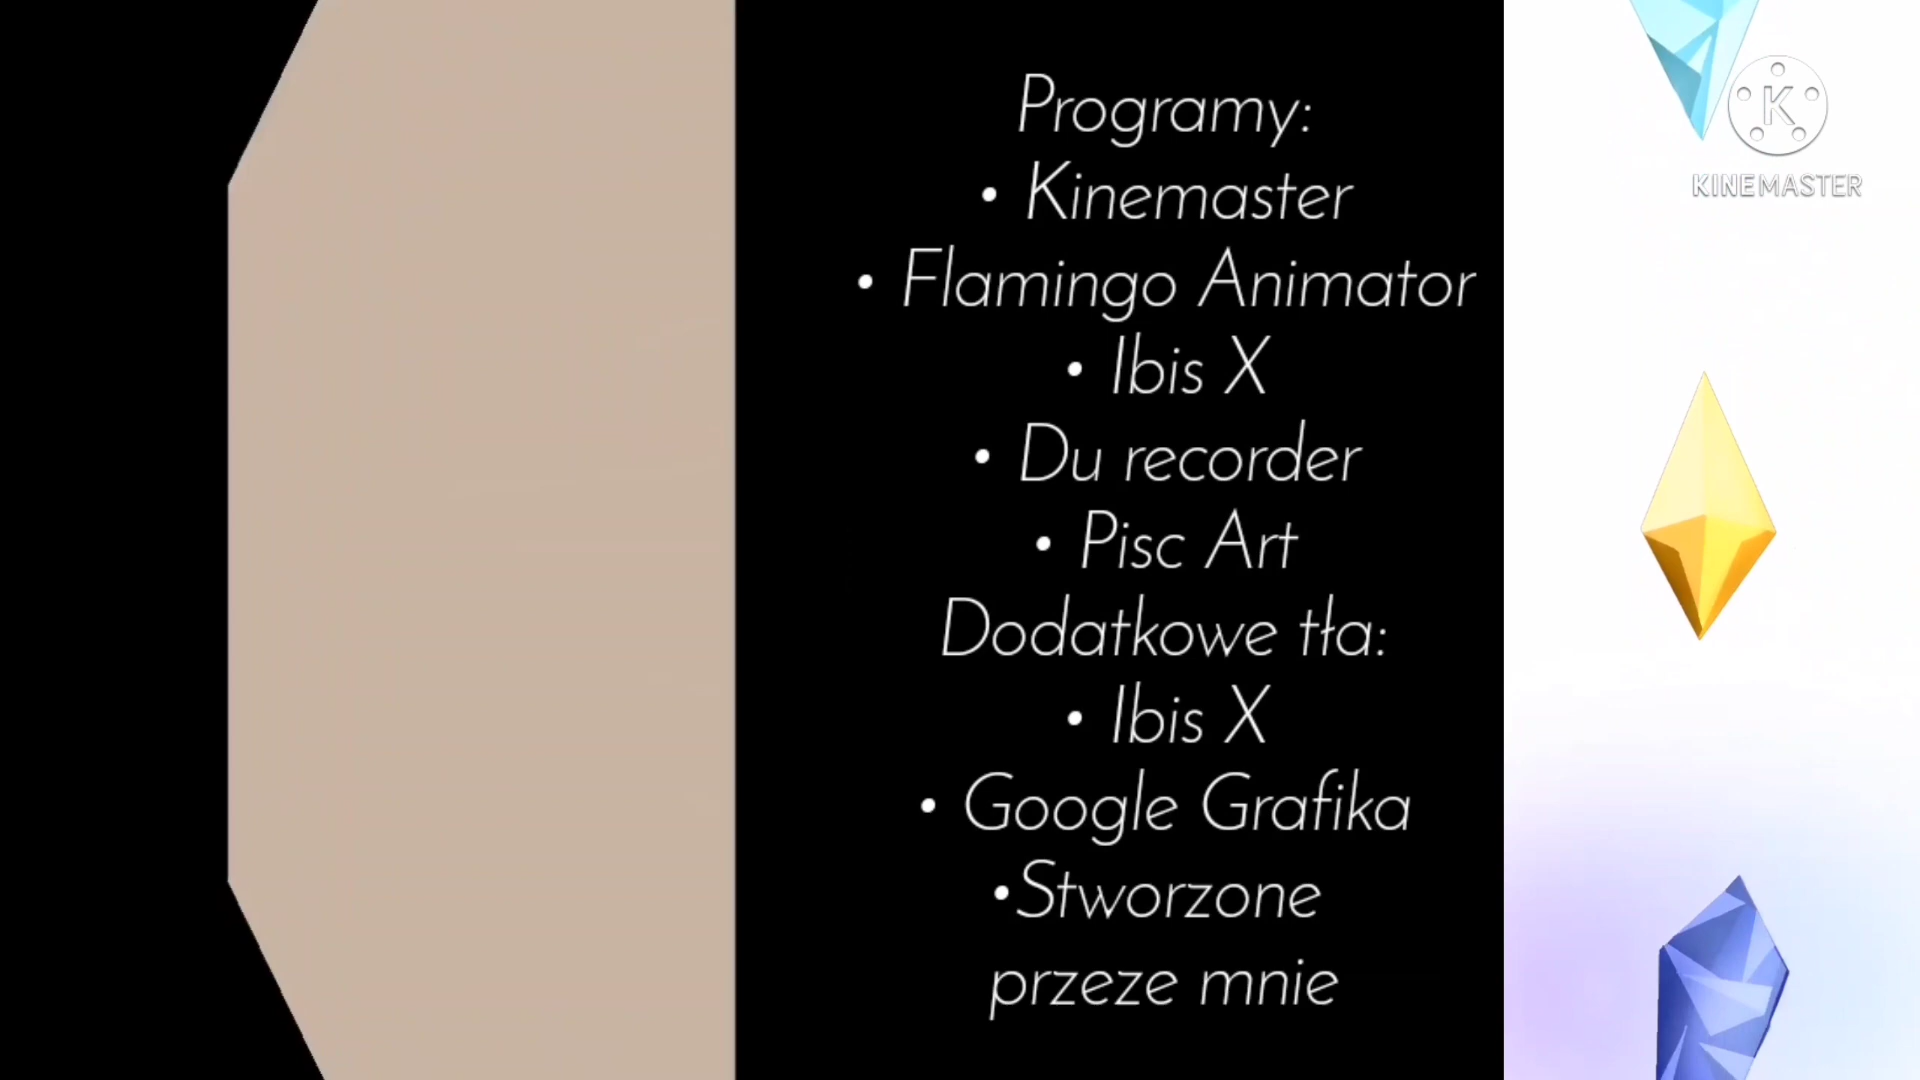 Programy:
• Kinemaster
• Flamingo Animator
• Ibis X
• Du recorder
• Pisc Art
Dodatkowe tła:
• Ibis X
• Google Grafika
•Stworzone
przeze mnie
K
KINEMASTER